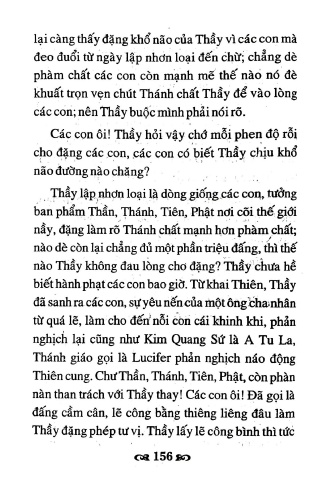 lại càng thấy đặng khổ não của Thầy vì các con mà
đeo đuổi từ ngày lập nhơn loại đến chừ; chẳng dè
phàm chất các con còn mạnh mẽ thế nào nó đè
khuất trọn vẹn chút Thánh chất Thầy để vào lòng
các con; nên Thầy buộc mình phải nói rõ.
Các con ôi! Thầy hỏi vậy chớ mỗi phen độ rỗi
cho đặng các con, các con có biết Thầy chịu khổ
não đường nào chăng?
Thầy lập nhơn loại là dòng giống các con, tưởng
ban phẩm Thần, Thánh, Tiên, Phật nơi cõi thế giới
nầy, đặng làm rõ Thánh chất mạnh hơn phàm chất;
nào dè còn lại chẳng đủ một phần triệu đấng, thì thế
nào Thầy không đau lòng cho đặng? Thầy chưa hề
biết hành phạt các con bao giờ. Từ khai Thiên, Thầy
đã sanh ra các con, sự yêu nến của một ông cha nhân
từ quá lẽ, làm cho đến nỗi con cái khinh khi, phản
nghịch lại cũng như Kim Quang Sứ là A Tu La,
Thánh giáo gọi là Lucifer phản nghịch náo động
Thiên cung. Chư Thần, Thánh, Tiên, Phật, còn phàn
nàn than trách với Thầy thay! Các con ôi! Đã gọi là
đấng cầm cân, lẽ công bằng thiêng liêng đâu làm
Thầy đặng phép tư vị. Thầy lấy lẽ công bình thì tức
156